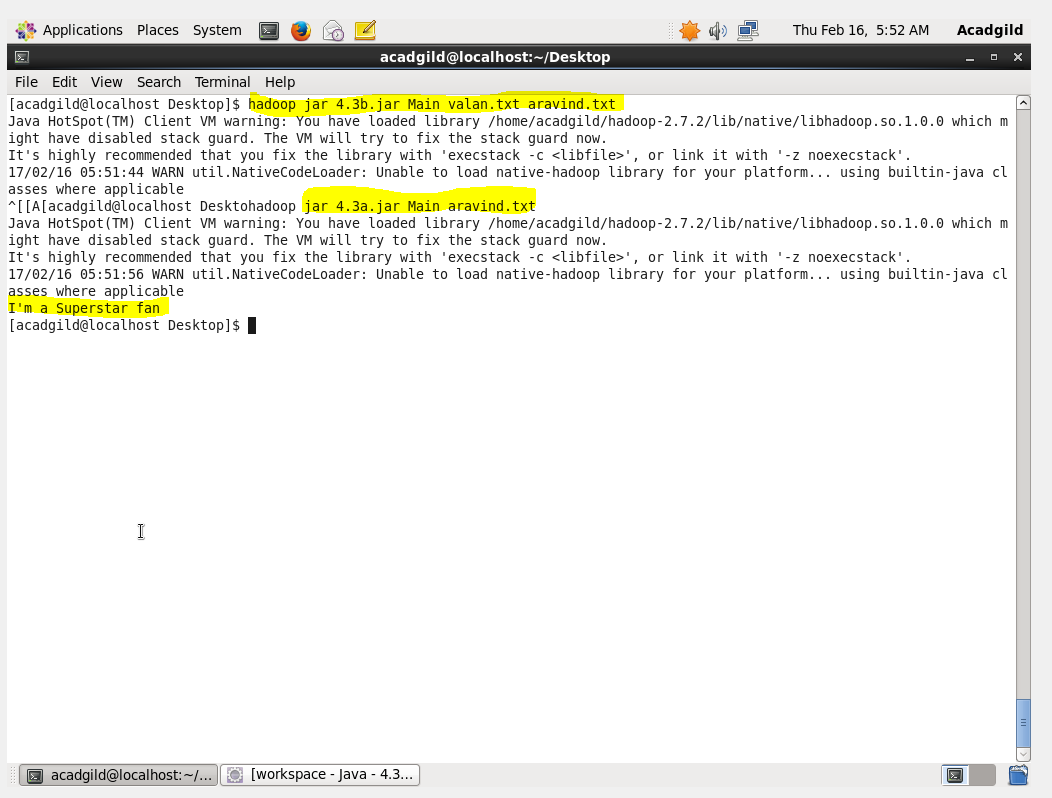 Applications Places System Thu Feb 16, 5:52 AM Acadgild
acadgild@localhost:~/Desktop
File Edit View Search Terminal Help
[acadgild@localhost Desktop]$ hadoop jar 4.3b.jar Main valan.txt aravind.txt
Java HotSpot(TM) Client VM warning: You have loaded library /home/acadgild/hadoop-2.7.2/lib/native/libhadoop.so.1.0.0 which m
ight have disabled stack guard. The VM will try to fix the stack guard now.
It's highly recommended that you fix the library with 'execstack -c <libfile>', or link it with '-z noexecstack'.
17/02/16 05:51:44 WARN util.NativeCodeLoader: Unable to load native-hadoop library for your platform... using builtin-java cl
asses where applicable
^[[A[acadgild@localhost Desktohadoop jar 4.3a.jar Main aravind.txt
Java HotSpot(TM) Client VM warning: You have loaded library /home/acadgild/hadoop-2.7.2/lib/native/libhadoop.so.1.0.0 which m
ight have disabled stack guard. The VM will try to fix the stack guard now.
It's highly recommended that you fix the library with 'execstack -c <libfile>', or link it with '-z noexecstack'.
17/02/16 05:51:56 WARN util.NativeCodeLoader: Unable to load native-hadoop library for your platform... using builtin-java cl
asses where applicable
I'm a Superstar fan
[acadgild@localhost Desktop]$
acadgild@localhost:~/... [workspace - Java - 4.3...